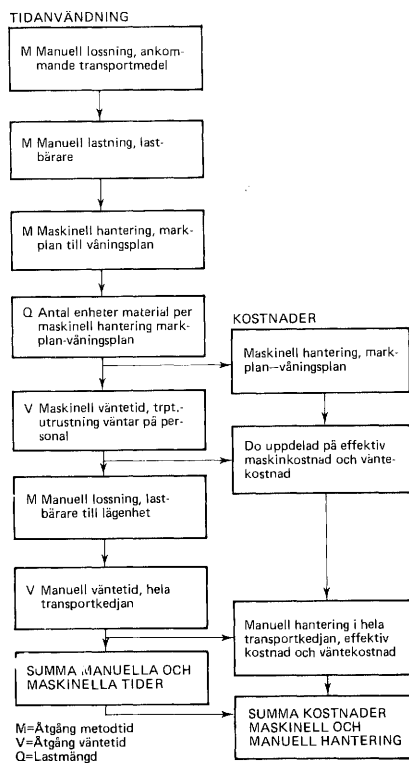 TIDANVÄNDNING
M Manuell lossning, ankom-
mande transportmedel
M Manuell lastning, last-
bärare
M Maskinell hantering, mark-
plan till våningsplan
Q Antal enheter material per
maskinell hantering mark-
plan-våningsplan
V Maskinell väntetid, trpt.-
utrustning väntar på per-
sonal
M Manuell lossning, last-
bärare till lägenhet
V Manuell väntetid, hela
transportkedjan
SUMMA MANUELLA OCH
MASKINELLA TIDER
M=Åtgång metodtid
V=Åtgång väntetid
Q=Lastmängd
KOSTNADER
Maskinell hantering, mark-
plan--våningsplan
Do uppdelad på effektiv
maskinkostnad och vänte-
kostnad
Manuell hantering i hela
transportkedjan, effektiv
kostnad och väntekostnad
SUMMA KOSTNADER
MASKINELL OCH
MANUELL HANTERING